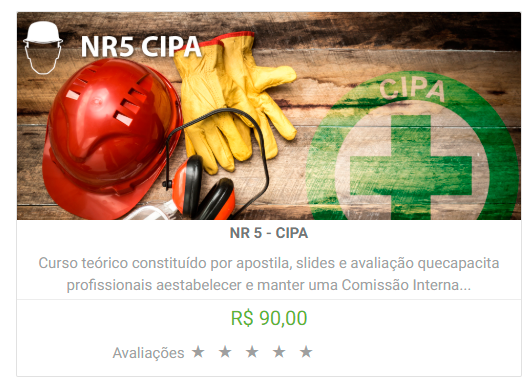 NR5 CIPA
CIPA
NR 5 - CIPA
Curso teórico constituído por apostila, slides e avaliação quecapacita
profissionais aestabelecer e manter uma Comissão Interna...
R$ 90,00
Avaliações ★ ★ ★ ★ ★